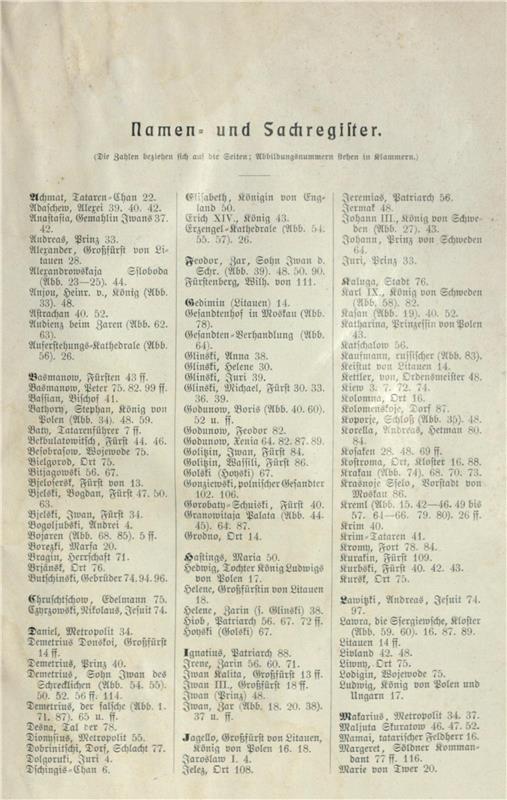 Namen- und Sachregister.
(Die Zahlen beziehen sich auf die Seiten; Abbildungsnummern stehen in Klammern.)
Achmat, Tataren-Chan 22.
Adaschew, Alexei 39. 40. 42.
Anastasia, Gemahlin Jwans 37.
42.
Andreas, Prinz 33.
Alexander, Großfürst von Li-
tauen 28.
Alexandrowskaja Ssloboda
(Abb. 23—25). 44.
Anjou, Heinr. v., König (Abb.
33). 48.
Astrachan 40. 52.
Audienz beim Zaren (Abb. 62.
63).
Auferstehungs-Kathedrale (Abb.
56). 26.
Basmanow, Fürsten 43 ff.
Basmanow, Peter 75. 82. 99 ff.
Bassian, Bischof 41.
Bathory, Stephan, König von
Polen (Abb. 34). 48. 59.
Baty, Tatarenführer 7 ff.
Bekbulatowitsch, Fürst 44. 46.
Besobrasow, Wojewode 75.
Bielgorod, Ort 75.
Bitjagowski 56. 67.
Bjeloserst, Fürst von 13.
Bjelski, Bogdan, Fürst 47. 50.
63.
Bjelski, Jwan, Fürst 34.
Bogoljubski, Andrei 4.
Bojaren (Abb. 68. 85). 5 ff.
Borezki, Marfa 20.
Bragin, Herrschaft 71.
Brjänsk, Ort 76.
Butschinski, Gebrüder 74. 94. 96.
Chruschtschow, Edelmann 75.
Czyrzowski, Nikolaus, Jesuit 74.
Daniel, Metropolit 34.
Demetrius Donskoi, Großfürst
14 ff.
Demetrius, Prinz 40.
Demetrius, Sohn Jwan des
Schrecklichen (Abb. 54. 55).
50. 52. 56 ff. 114.
Demetrius, der falsche (Abb. 1.
71. 87). 65 u. ff.
Desna, Tal der 78.
Dionysius, Metropolit 55.
Dobrinitschi, Dorf, Schlacht 77.
Dolgoruki, Juri 4.
Dschingis-Chan 6.
Elisabeth, Königin von Eng-
land 50.
Erich XIV., König 43.
Erzengel-Kathedrale (Abb. 54.
55. 57). 26.
Feodor, Zar, Sohn Jwan d.
Schr. (Abb. 39). 48. 50. 90.
Fürstenberg, Wilh. von 111.
Gedimin (Litauen) 14.
Gesandtenhof in Moskau (Abb.
78).
Gesandten-Verhandlung (Abb.
64).
Glinski, Anna 38.
Glinski, Helene 30.
Glinski, Juri 39.
Glinski, Michael, Fürst 30. 33.
36. 39.
Godunow, Boris (Abb. 40. 60).
52 u. ff.
Godunow, Feodor 82.
Godunow, Xenia 64. 82. 87. 89.
Golitzin, Jwan, Fürst 84.
Golitzin, Wassili, Fürst 86.
Golski (Hoyski) 67.
Gonziewski, polnischer Gesandter
102. 106.
Gorobaty-Schuiski, Fürst 40.
Granowitaja Palata (Abb. 44-
45). 64. 87.
Grodno, Ort 14.
Hastings, Maria 50.
Hedwig, Tochter König Ludwigs
von Polen 17.
Helene, Großfürstin von Litauen
18.
Helene, Zarin (s. Glinski) 38.
Hiob, Patriarch 56. 67. 72 ff.
Hoyski (Golski) 67.
Ignatius, Patriarch 88.
Irene, Zarin 56. 60. 71.
Jwan Kalita, Großfürst 13 ff.
Jwan III., Großfürst 18 ff.
Jwan (Prinz) 48.
Jwan, Zar (Abb. 18. 20. 38).
37 u. ff.
Jagello, Großfürst von Litauen,
König von Polen 16. 18.
Jaroslaw I. 4.
Jelez, Ort 108.
Jeremias, Patriarch 56.
Jermak 48.
Johann III., König von Schwe-
den (Abb. 27). 43.
Johann, Prinz von Schweden
64.
Juri, Prinz 33.
Kaluga, Stadt 76.
Karl IX., König von Schweden
(Abb. 58). 82.
Kasan (Abb. 19). 40. 52.
Katharina, Prinzessin von Polen
43.
Katschalow 56.
Kaufmann, russischer (Abb. 83).
Keistut von Litauen 14.
Kettler, von, Ordensmeister 48.
Kiew 3. 7. 72. 74.
Kolomna, Ort 16.
Kolomenskoje, Dorf 87.
Koporje, Schloß (Abb. 35). 48.
Korella, Andreas, Hetman 80.
84.
Kosaken 28. 48. 69 ff.
Kostroma, Ort, Kloster 16. 88.
Krakau (Abb. 74). 68. 70. 73.
Krasnoje Sselo, Vorstadt von
Moskau 86.
Kreml (Abb. 15. 42—46. 49 bis
57. 64—66. 79. 80). 26 ff.
Krim 40.
Krim-Tataren 41.
Kromy, Fort 78. 84.
Kurakin, Fürst 109.
Kurbski, Fürst 40. 42. 43.
Kursk, Ort 75.
Lawitzki, Andreas, Jesuit 74.
97.
Lawra, die Ssergiewsche, Kloster
(Abb. 59. 60). 16. 87. 89.
Litauen 14 ff.
Livland 42. 48.
Liwny, Ort 75.
Lodigin, Wojewode 75.
Ludwig, König von Polen und
Ungarn 17.
Makarius, Metropolit 34. 37.
Maljuta Skuratow 46. 47. 52.
Mamai, tatarischer Feldherr 16.
Margeret, Söldner Komman-
dant 77 ff. 116.
Marie von Twer 20.